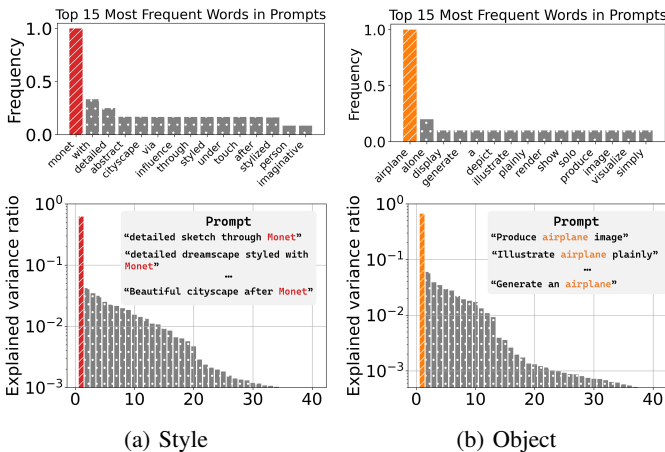 Top 15 Most Frequent Words in Prompts
Frequency
1.0
0.5
0.0
monet
with
detailed
abstract
cityscape
via
influence
through
styled
under
touch
after
stylized
person
imaginative
Explained variance ratio
10^0
10^-1
10^-2
10^-3
Prompt
“detailed sketch through Monet”
“detailed dreamscape styled with
Monet”
…
“Beautiful cityscape after Monet”
0 10 20 30 40
(a) Style
Top 15 Most Frequent Words in Prompts
Frequency
1.0
0.5
0.0
airplane
alone
display
generate
a
depict
illustrate
plainly
render
show
solo
produce
image
visualize
simply
Explained variance ratio
10^0
10^-1
10^-2
10^-3
Prompt
“Produce airplane image”
“Illustrate airplane plainly”
…
“Generate an airplane”
0 10 20 30 40
(b) Object